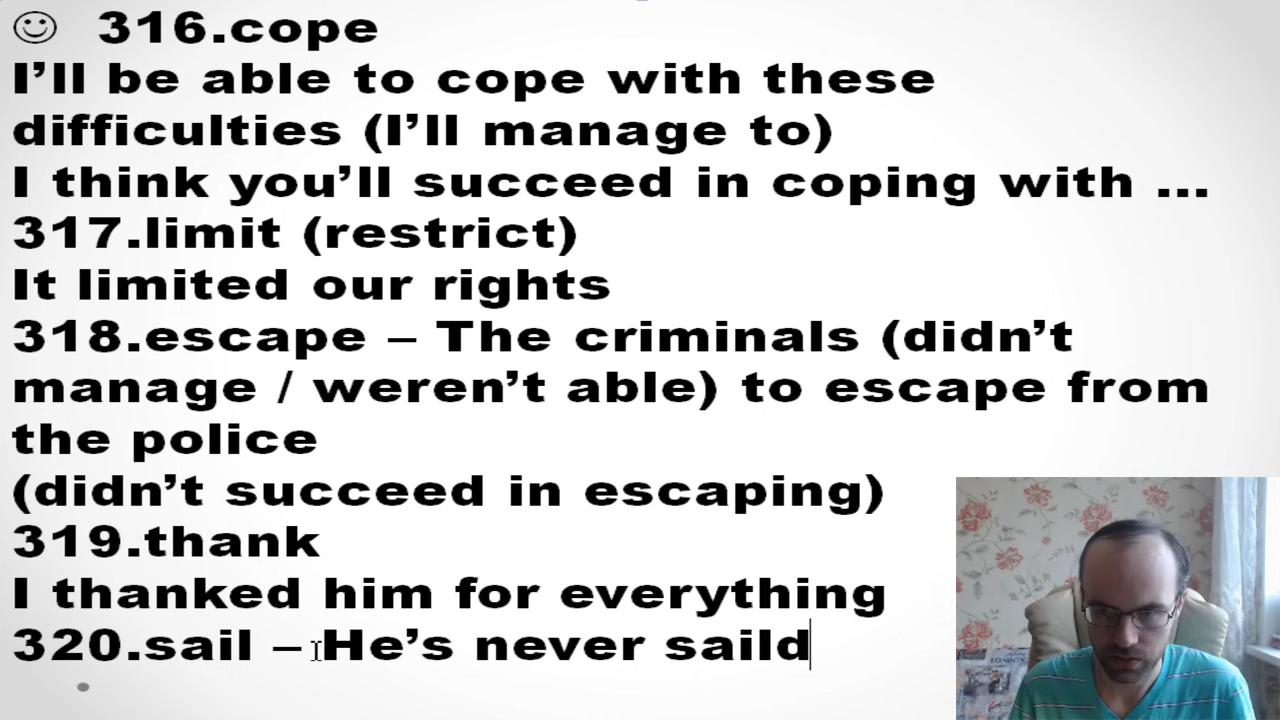 ☺ 316.cope
I’ll be able to cope with these
difficulties (I’ll manage to)
I think you’ll succeed in coping with ...
317.limit (restrict)
It limited our rights
318.escape – The criminals (didn’t
manage / weren’t able) to escape from
the police
(didn’t succeed in escaping)
319.thank
I thanked him for everything
320.sail – He’s never saild
LONDON